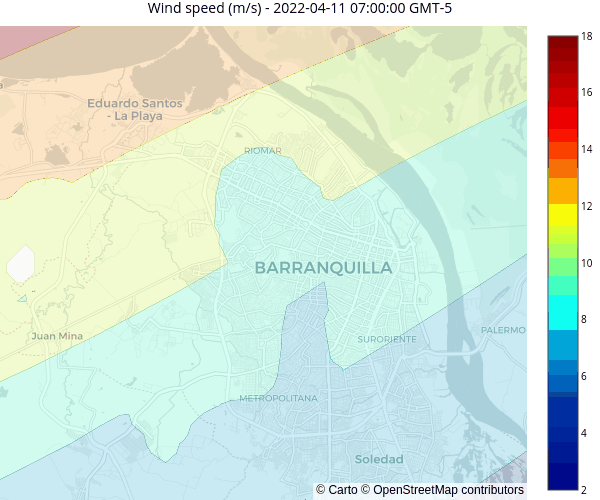 Wind speed (m/s) - 2022-04-11 07:00:00 GMT-5
Eduardo Santos
- La Playa
RIOMAR
BARRANQUILLA
Juan Mina
SURORIENTE
PALERMO
METROPOLITANA
Soledad
© Carto © OpenStreetMap contributors
18
16
14
12
10
8
6
4
2